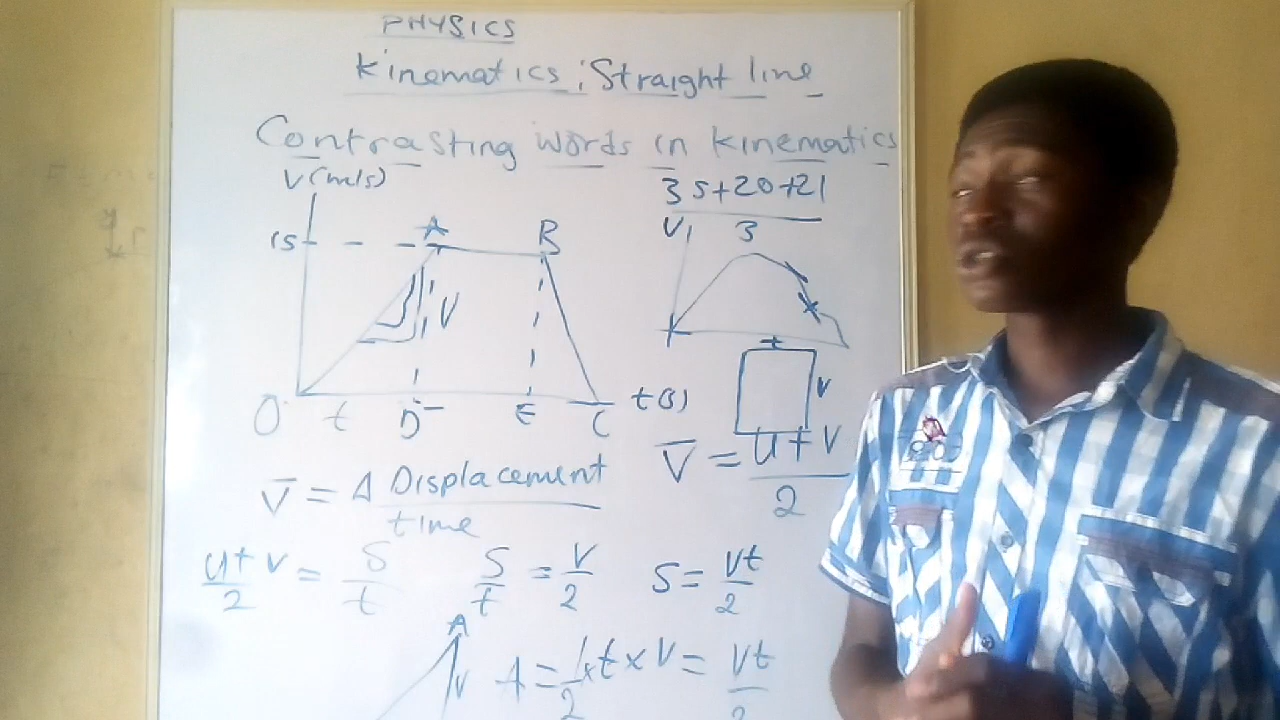 PHYSICS
Kinematics ; Straight line
Contrasting words in kinematics
V(m/s)
35+20+21
3
V
15
A
B
V
t
V
O
t
D
E
C
t(s)
V̄ = u+v
2
V̄ = Δ Displacement
time
u+v
2
=
S
t
S
t
=
V
2
S=
Vt
2
A
V
A = 1/2 x t x V = Vt
2